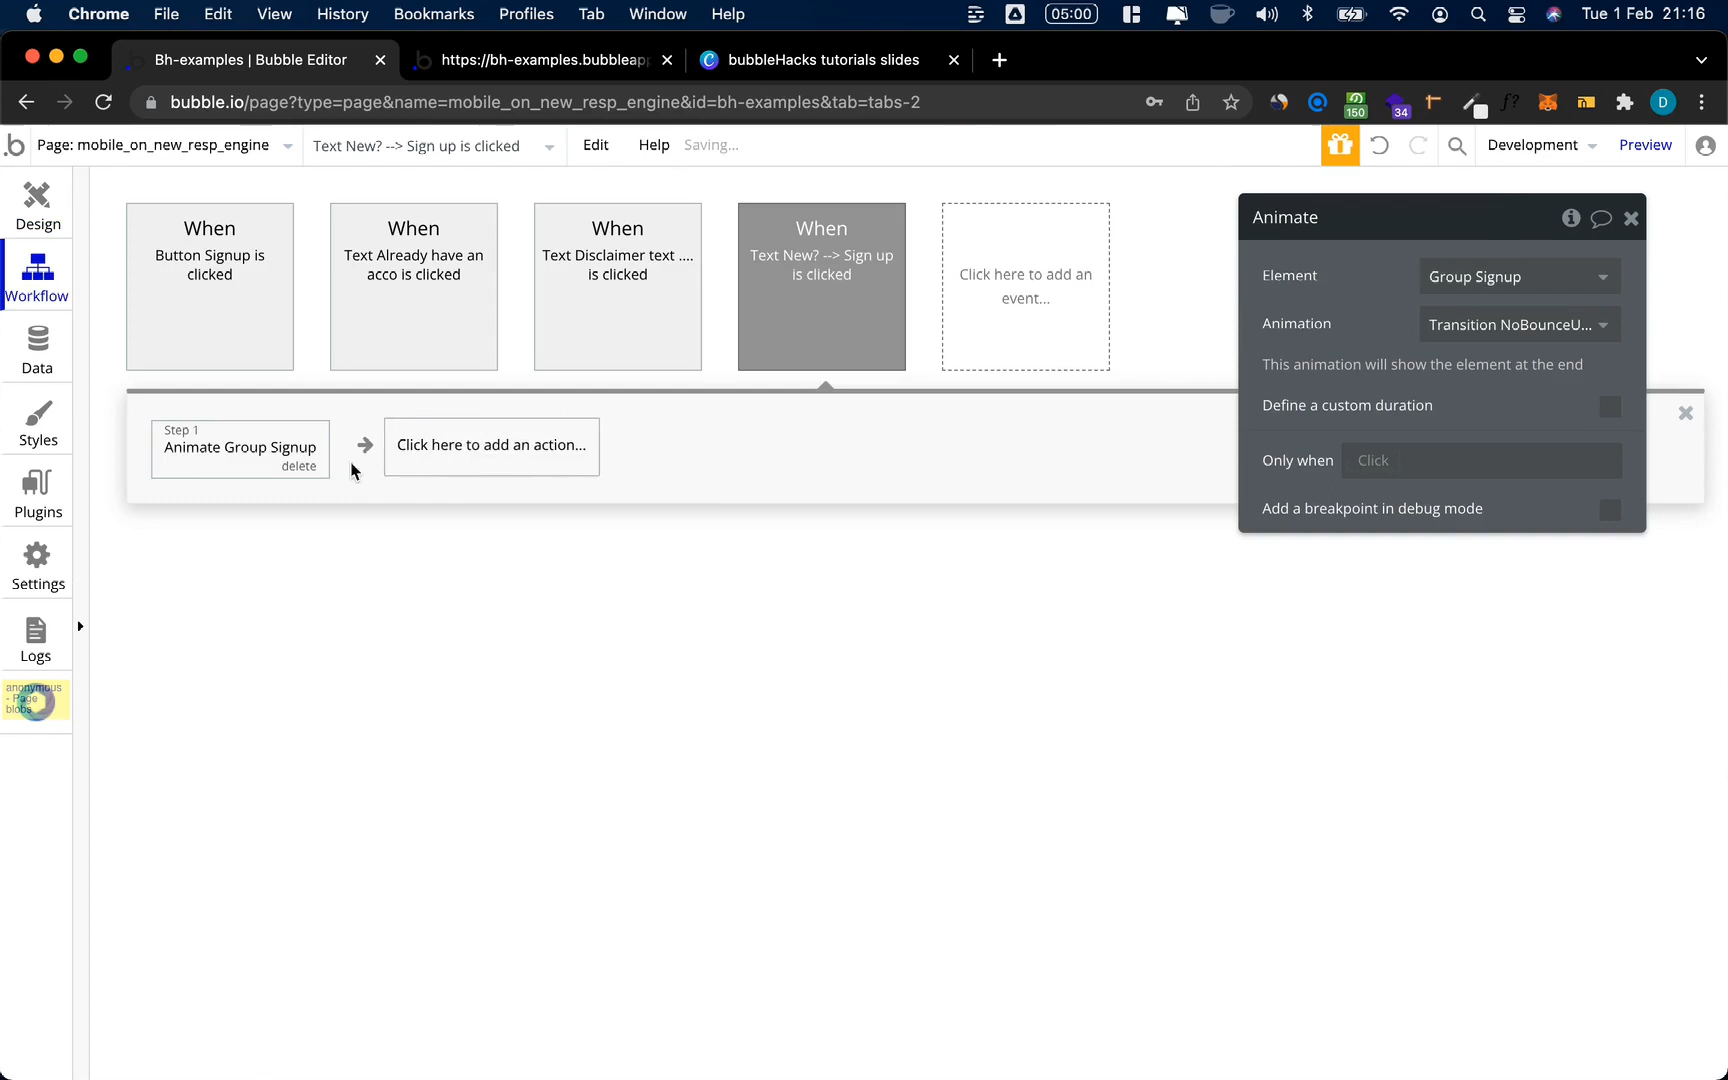 Chrome File Edit View History Bookmarks Profiles Tab Window Help 05:00 Tue 1 Feb 21:16
Bh-examples | Bubble Editor https://bh-examples.bubbleap bubbleHacks tutorials slides
bubble.io/page?type=page&name=mobile_on_new_resp_engine&id=bh-examples&tab=tabs-2 150 34 f? D
b Page: mobile_on_new_resp_engine Text New? --> Sign up is clicked Edit Help Saving... Development Preview
Design
Workflow
Data
Styles
Plugins
Settings
Logs
anonymous
- Page
blobs
When
Button Signup is
clicked
When
Text Already have an
acco is clicked
When
Text Disclaimer text ....
is clicked
When
Text New? --> Sign up
is clicked
Click here to add an
event...
Step 1
Animate Group Signup
delete
Click here to add an action...
Animate
Element Group Signup
Animation Transition NoBounceU...
This animation will show the element at the end
Define a custom duration
Only when Click
Add a breakpoint in debug mode